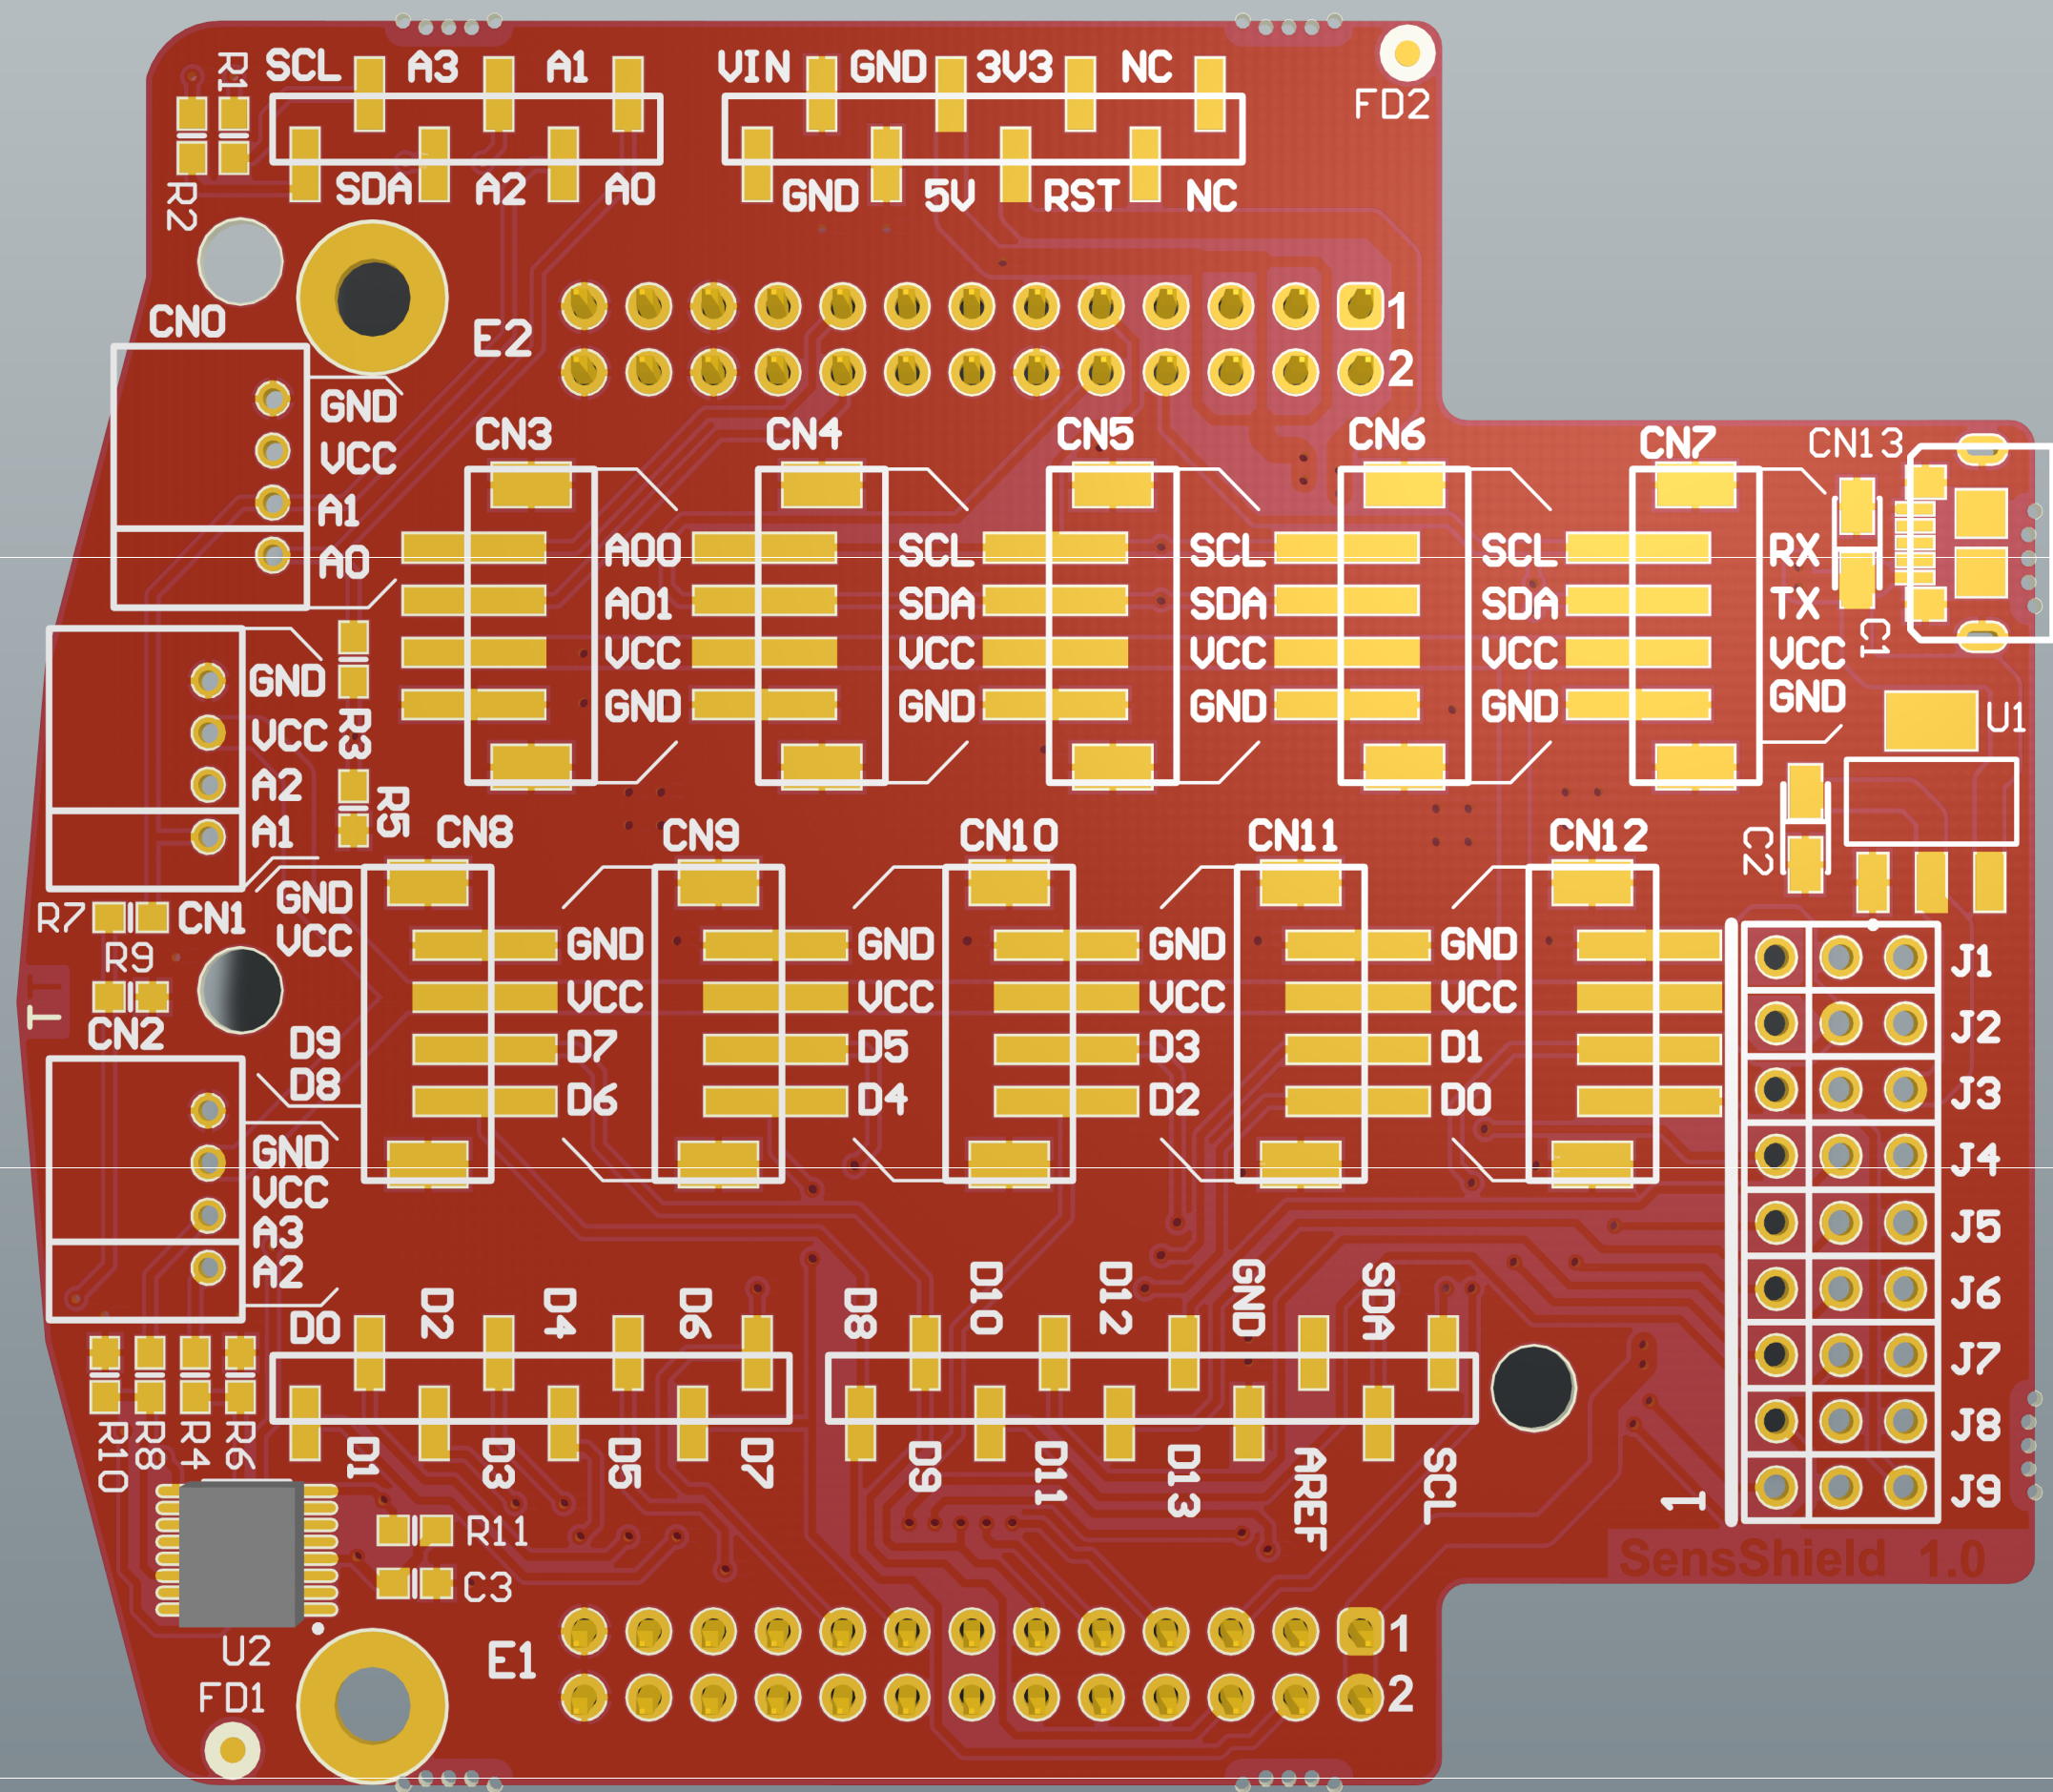 R1 SCL A3 A1 VIN GND 3V3 NC
FD2
R2 SDA A2 A0 GND 5V RST NC
CN0
E2 1
2
GND
VCC
A1
A0
CN3 CN4 CN5 CN6 CN7 CN13
A00 SCL SCL SCL RX
A01 SDA SDA SDA TX
VCC VCC VCC VCC VCC
GND GND GND GND GND
C1
U1
GND
VCC
A2
A1
R3
R5
C2
CN8 CN9 CN10 CN11 CN12
R7 CN1
R9
CN2
T T
GND GND GND GND GND
VCC VCC VCC VCC VCC
D9 D7 D5 D3 D1
D8 D6 D4 D2 D0
J1
J2
J3
J4
J5
J6
J7
J8
J9
1
GND
VCC
A3
A2
D0 D2 D4 D6 D8 D10 D12 GND SDA
D1 D3 D5 D7 D9 D11 D13 AREF SCL
R10 R8 R4 R6
R11
C3
U2
FD1
SensShield 1.0
E1 1
2